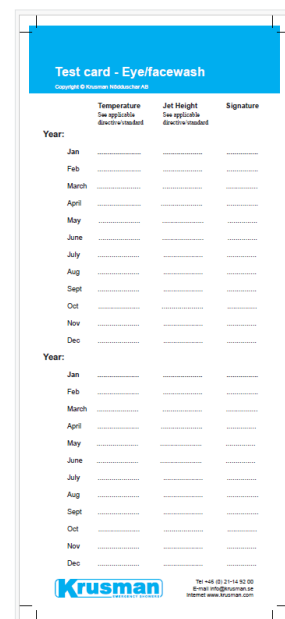 Test card - Eye/facewash
Copyright © Krusman Nödduschar AB
Temperature Jet Height Signature
See applicable See applicable
directive/standard directive/standard
Year:
Jan
Feb
March
April
May
June
July
Aug
Sept
Oct
Nov
Dec
Year:
Jan
Feb
March
April
May
June
July
Aug
Sept
Oct
Nov
Dec
Krusman
EMERGENCY SHOWERS
Tel +46 (0) 21-14 92 00
E-mail info@krusman.se
Internet www.krusman.com